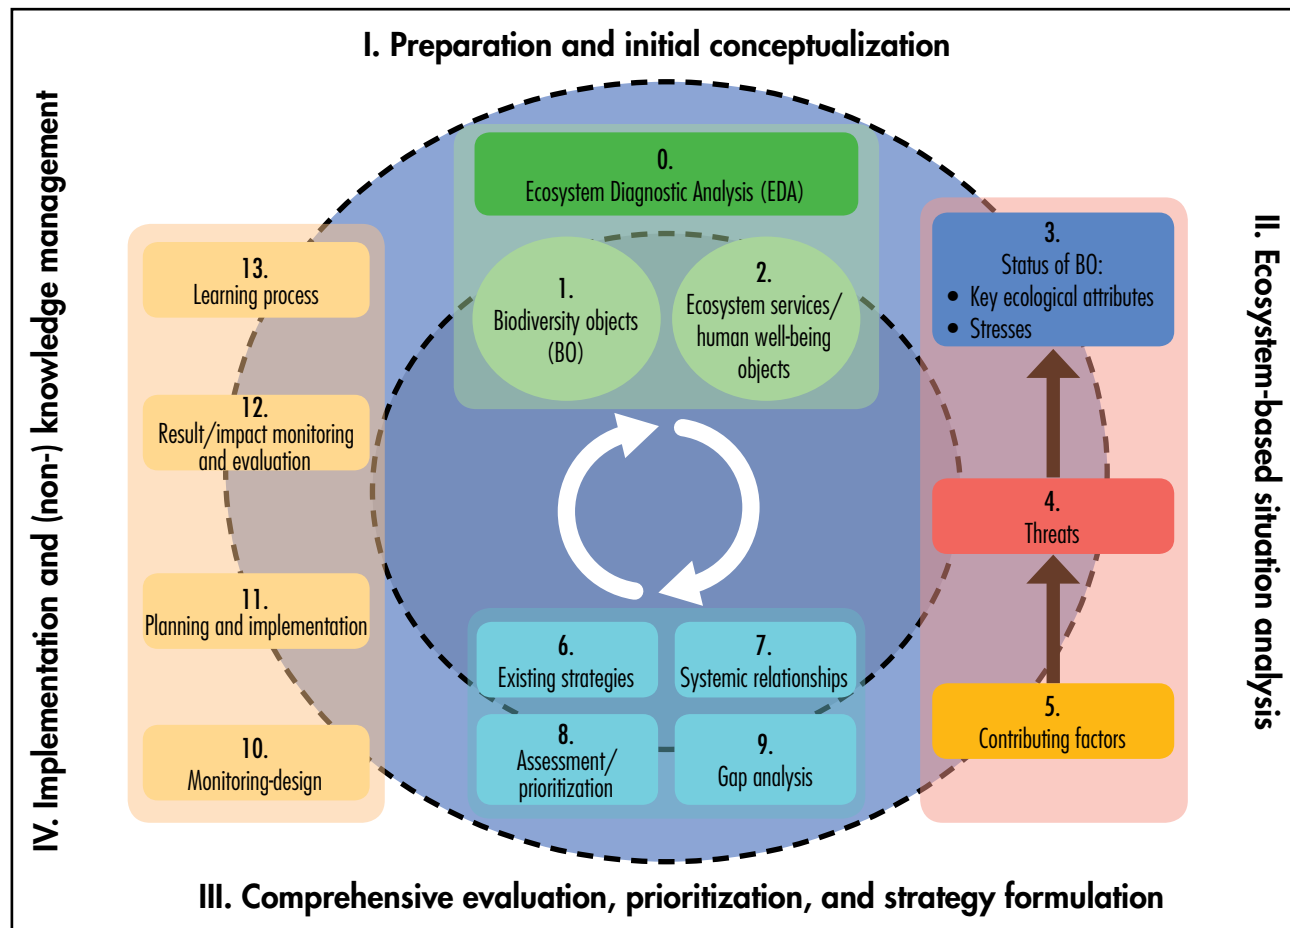 I. Preparation and initial conceptualization
0.
Ecosystem Diagnostic Analysis (EDA)
1.
Biodiversity objects
(BO)
2.
Ecosystem services/
human well-being
objects
II. Ecosystem-based situation analysis
3.
Status of BO:
• Key ecological attributes
• Stresses
4.
Threats
5.
Contributing factors
6.
Existing strategies
7.
Systemic relationships
8.
Assessment/
prioritization
9.
Gap analysis
III. Comprehensive evaluation, prioritization, and strategy formulation
IV. Implementation and (non-) knowledge management
13.
Learning process
12.
Result/impact monitoring
and evaluation
11.
Planning and implementation
10.
Monitoring-design